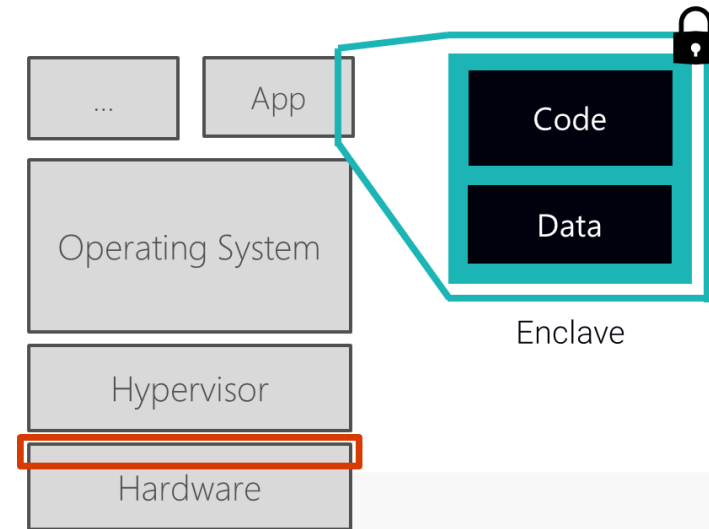 ...
App
Code
Data
Operating System
Enclave
Hypervisor
Hardware